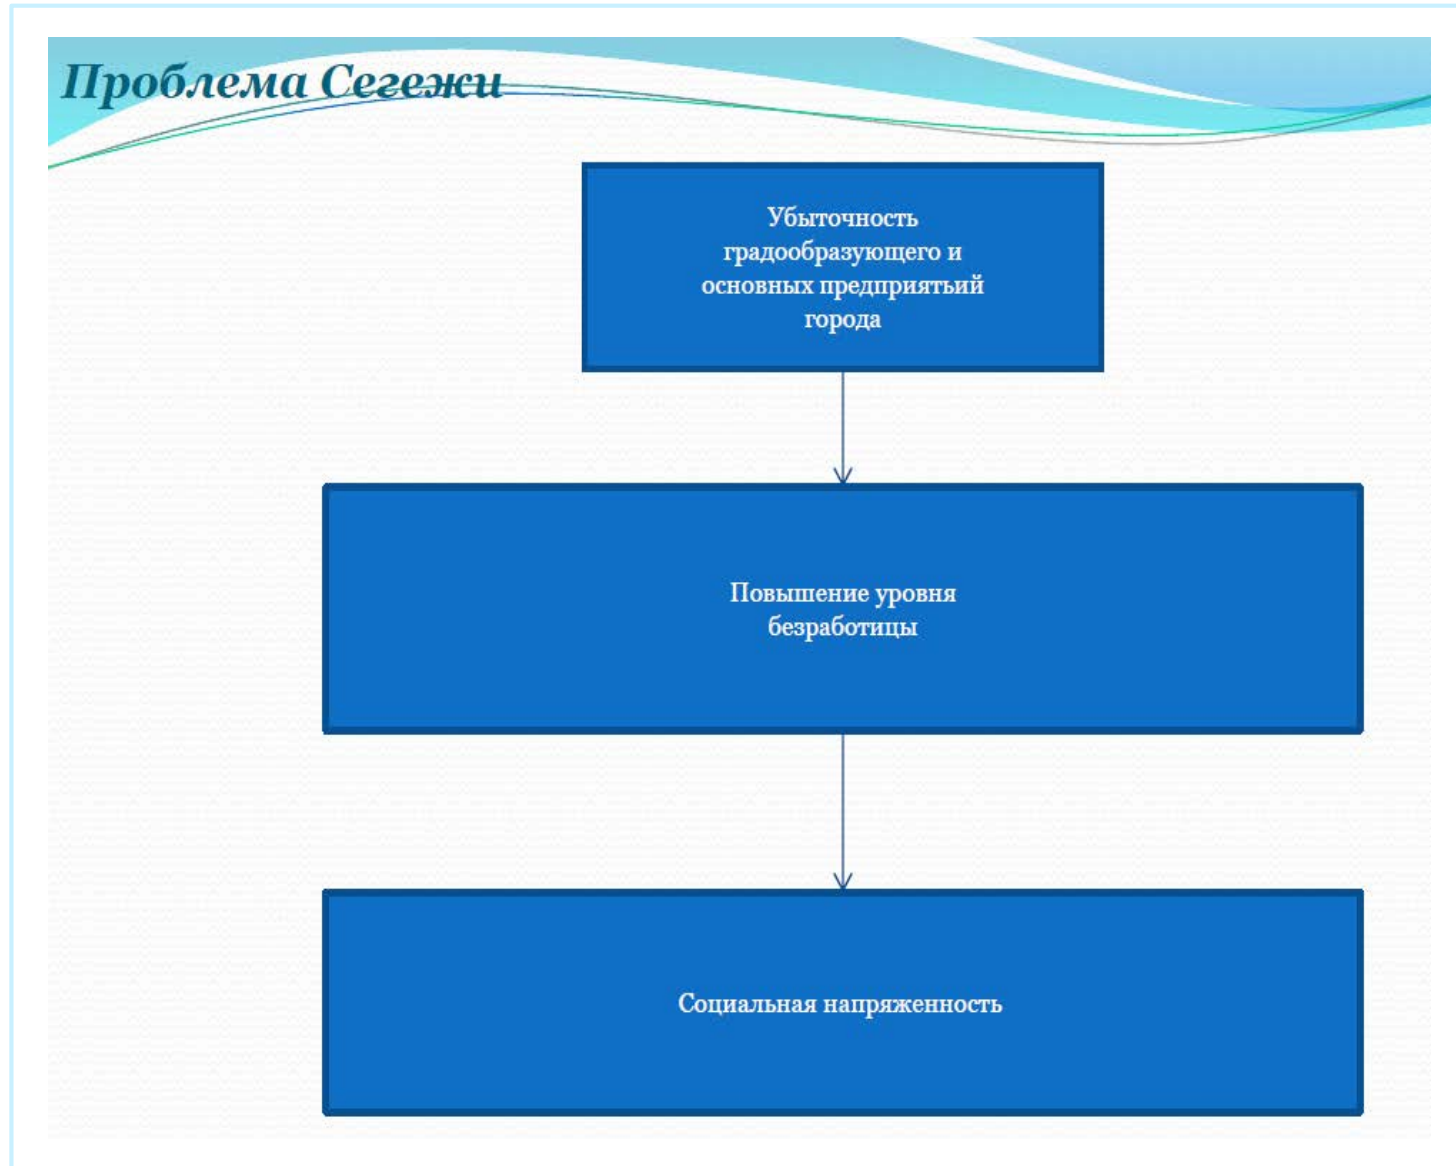 Проблема Сегежи
Убыточность
градообразующего и
основных предприятьий
города
Повышение уровня
безработицы
Социальная напряженность